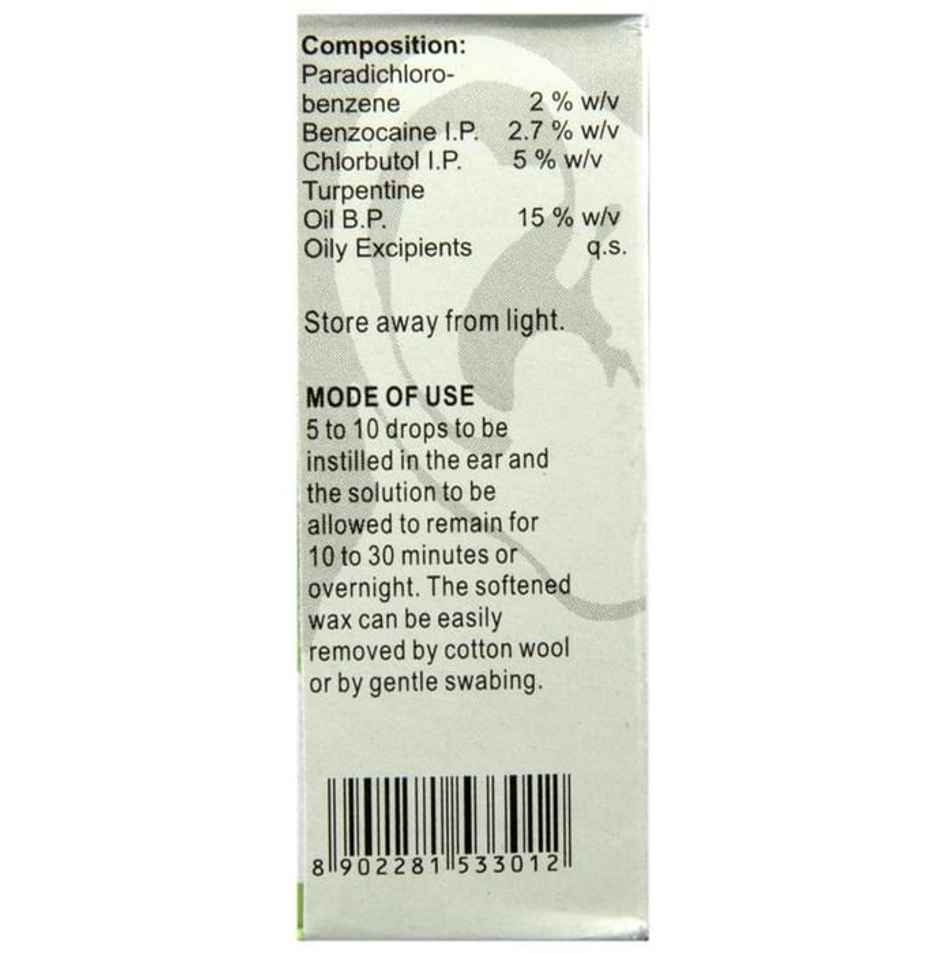 Composition:
Paradichloro-
benzene 2 % w/v
Benzocaine I.P. 2.7 % w/v
Chlorbutol I.P. 5 % w/v
Turpentine
Oil B.P. 15 % w/v
Oily Excipients q.s.
Store away from light.
MODE OF USE
5 to 10 drops to be
instilled in the ear and
the solution to be
allowed to remain for
10 to 30 minutes or
overnight. The softened
wax can be easily
removed by cotton wool
or by gentle swabing.
8 902281 533012